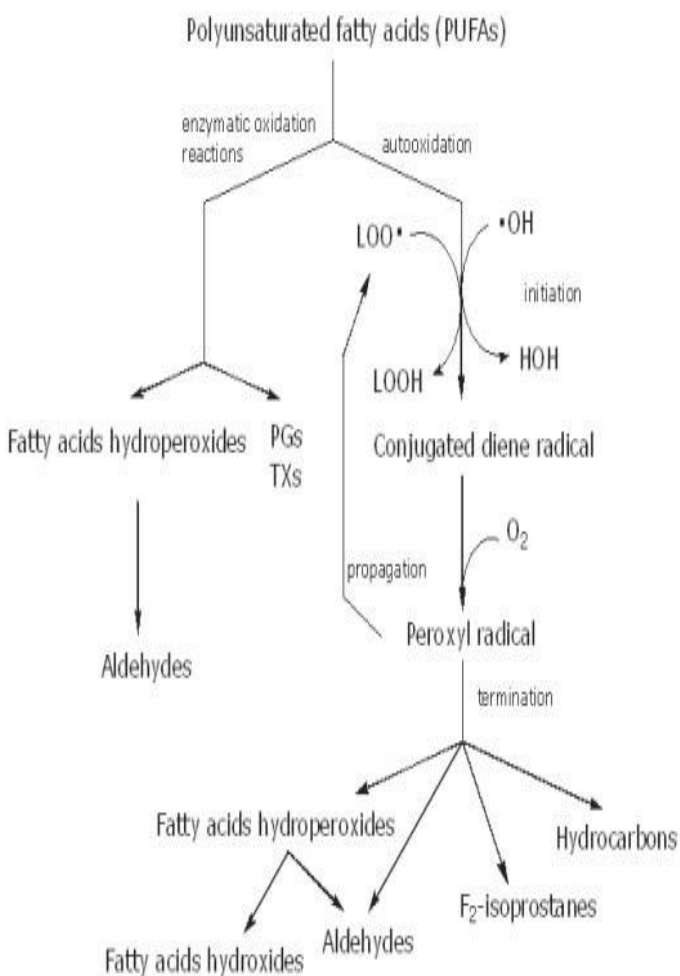 Polyunsaturated fatty acids (PUFAs)
enzymatic oxidation
reactions
autooxidation
LOO•
•OH
initiation
LOOH
HOH
Fatty acids hydroperoxides
PGs
TXs
Conjugated diene radical
O₂
propagation
Peroxyl radical
Aldehydes
termination
Fatty acids hydroperoxides
Hydrocarbons
F₂-isoprostanes
Aldehydes
Fatty acids hydroxides